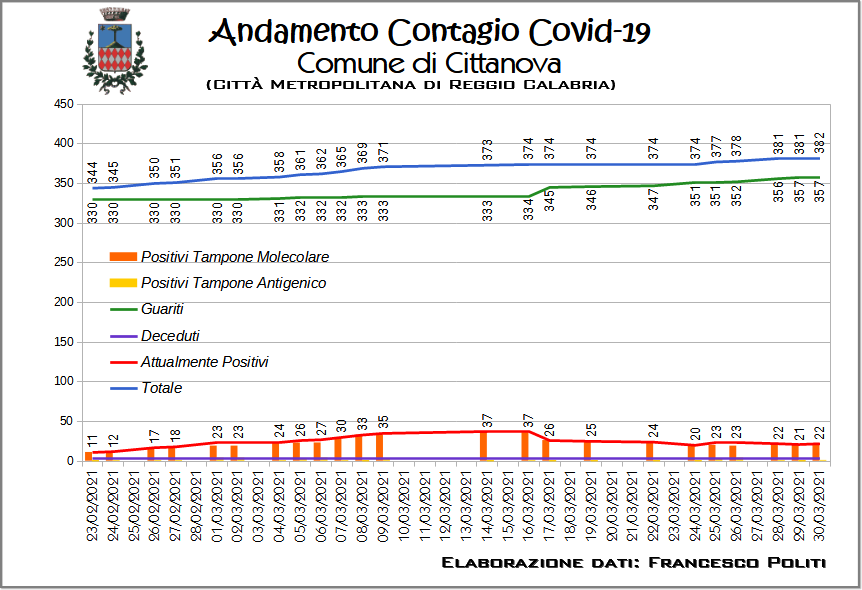 Andamento Contagio Covid-19
Comune di Cittanova
(Città Metropolitana di Reggio Calabria)
450
400
350
300
250
200
150
100
50
0
344 345 350 351 356 356 358 361 362 365 369 371 373 374 374 374 374 374 377 378 381 381 382
330 330 330 330 330 330 331 332 332 332 333 333 333 334 345 346 347 351 351 352 356 357 357
Positivi Tampone Molecolare
Positivi Tampone Antigenico
Guariti
Deceduti
Attualmente Positivi
Totale
11 12 17 18 23 23 24 26 27 30 33 35 37 37 26 25 24 20 23 23 22 21 22
23/02/2021 24/02/2021 25/02/2021 26/02/2021 27/02/2021 28/02/2021 01/03/2021 02/03/2021 03/03/2021 04/03/2021 05/03/2021 06/03/2021 07/03/2021 08/03/2021 09/03/2021 10/03/2021 11/03/2021 12/03/2021 13/03/2021 14/03/2021 15/03/2021 16/03/2021 17/03/2021 18/03/2021 19/03/2021 20/03/2021 21/03/2021 22/03/2021 23/03/2021 24/03/2021 25/03/2021 26/03/2021 27/03/2021 28/03/2021 29/03/2021 30/03/2021
Elaborazione dati: Francesco Politi